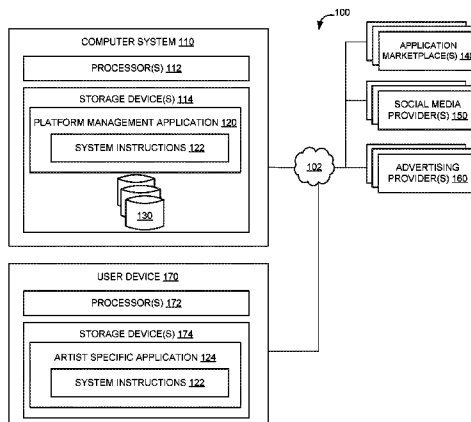 100
COMPUTER SYSTEM 110
PROCESSOR(S) 112
STORAGE DEVICE(S) 114
PLATFORM MANAGEMENT APPLICATION 120
SYSTEM INSTRUCTIONS 122
130
102
APPLICATION
MARKETPLACE(S) 140
SOCIAL MEDIA
PROVIDER(S) 150
ADVERTISING
PROVIDER(S) 160
USER DEVICE 170
PROCESSOR(S) 172
STORAGE DEVICE(S) 174
ARTIST SPECIFIC APPLICATION 124
SYSTEM INSTRUCTIONS 122